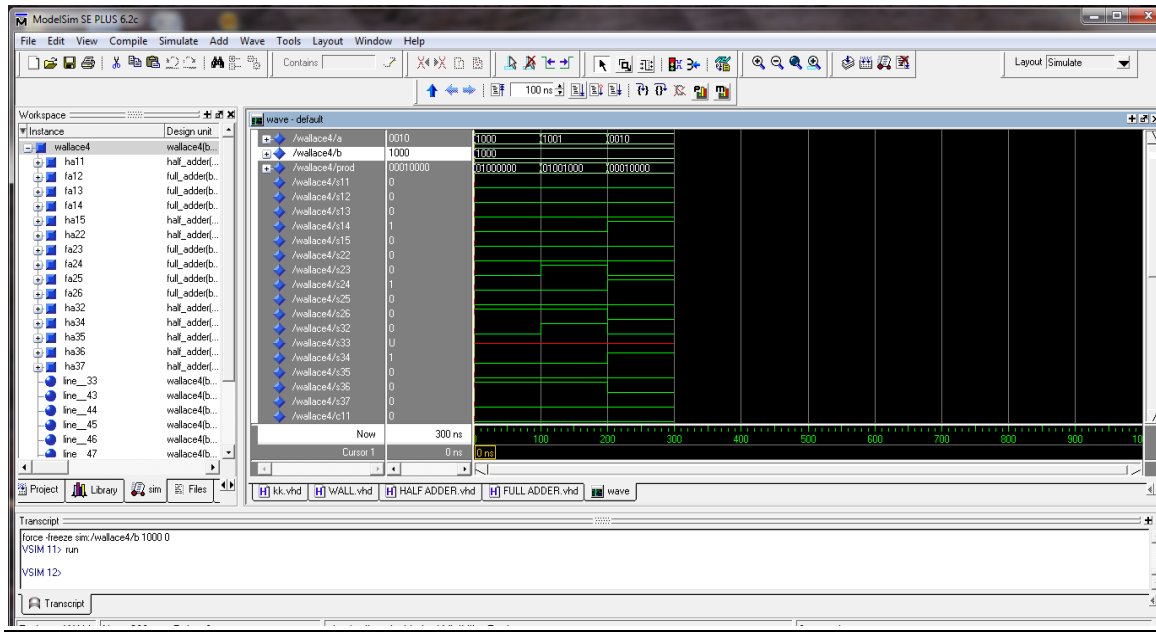 ModelSim SE PLUS 6.2c
File Edit View Compile Simulate Add Wave Tools Layout Window Help
Contains
Layout Simulate
100 ns
Workspace
Instance Design unit
wallace4 wallace4(b...
ha11 half_adder(...
fa12 full_adder(b...
fa13 full_adder(b...
fa14 full_adder(b...
ha15 half_adder(...
ha22 half_adder(...
fa23 full_adder(b...
fa24 full_adder(b...
fa25 full_adder(b...
fa26 full_adder(b...
ha32 half_adder(...
ha34 half_adder(...
ha35 half_adder(...
ha36 half_adder(...
ha37 half_adder(...
line__33 wallace4(b...
line__43 wallace4(b...
line__44 wallace4(b...
line__45 wallace4(b...
line__46 wallace4(b...
line__47 wallace4(b...
Project Library sim Files
wave - default
/wallace4/a 0010 1000 1001 0010
/wallace4/b 1000 1000
/wallace4/prod 00010000 01000000 01001000 00010000
/wallace4/s11 0
/wallace4/s12 0
/wallace4/s13 0
/wallace4/s14 1
/wallace4/s15 0
/wallace4/s22 0
/wallace4/s23 0
/wallace4/s24 1
/wallace4/s25 0
/wallace4/s26 0
/wallace4/s32 0
/wallace4/s33 U
/wallace4/s34 1
/wallace4/s35 0
/wallace4/s36 0
/wallace4/s37 0
/wallace4/c11 0
Now 300 ns 100 200 300 400 500 600 700 800 900 10
Cursor 1 0 ns 0 ns
kk.vhd WALL.vhd HALF ADDER.vhd FULL ADDER.vhd wave
Transcript
force -freeze sim:/wallace4/b 1000 0
VSIM 11> run
VSIM 12>
Transcript